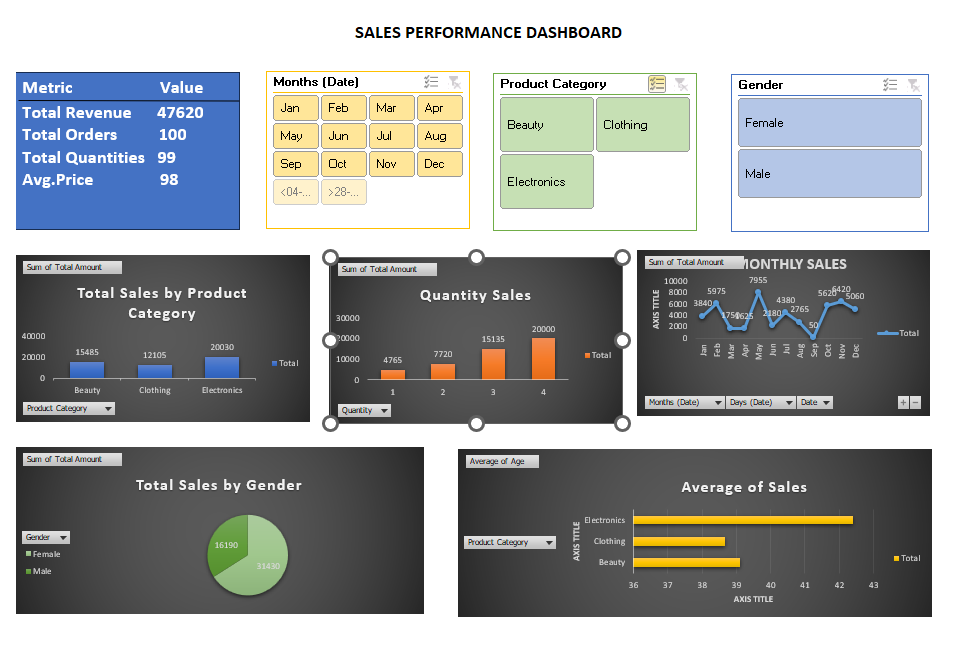 SALES PERFORMANCE DASHBOARD
Metric Value
Total Revenue 47620
Total Orders 100
Total Quantities 99
Avg.Price 98
Months (Date)
Jan Feb Mar Apr
May Jun Jul Aug
Sep Oct Nov Dec
<04-... >28-...
Product Category
Beauty Clothing
Electronics
Gender
Female
Male
Sum of Total Amount
Total Sales by Product
Category
40000
20000
0
15485 12105 20030
Beauty Clothing Electronics
Total
Product Category
Sum of Total Amount
Quantity Sales
30000
20000
10000
0
4765 7720 15135 20000
1 2 3 4
Total
Quantity
Sum of Total Amount
MONTHLY SALES
AXIS TITLE
10000
8000
6000
4000
2000
0
3840 5975 1750 1625 7955 2180 4380 2765 50 5620 6420 5060
Jan Feb Mar Apr May Jun Jul Aug Sep Oct Nov Dec
Total
Months (Date) Days (Date) Date + −
Sum of Total Amount
Total Sales by Gender
Gender
Female
Male
16190
31430
Average of Age
Average of Sales
Product Category
AXIS TITLE
Electronics
Clothing
Beauty
36 37 38 39 40 41 42 43
AXIS TITLE
Total